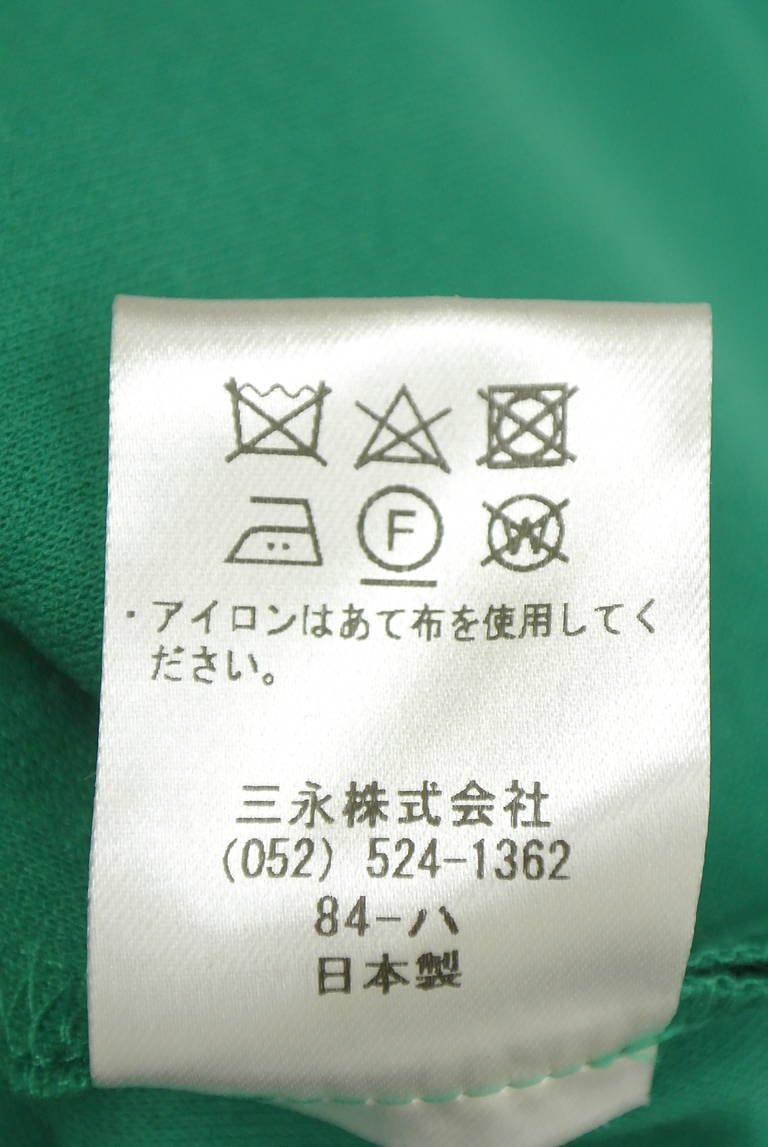 F
W
・アイロンはあて布を使用してく
ださい。
三永株式会社
(052) 524-1362
84-ハ
日本製